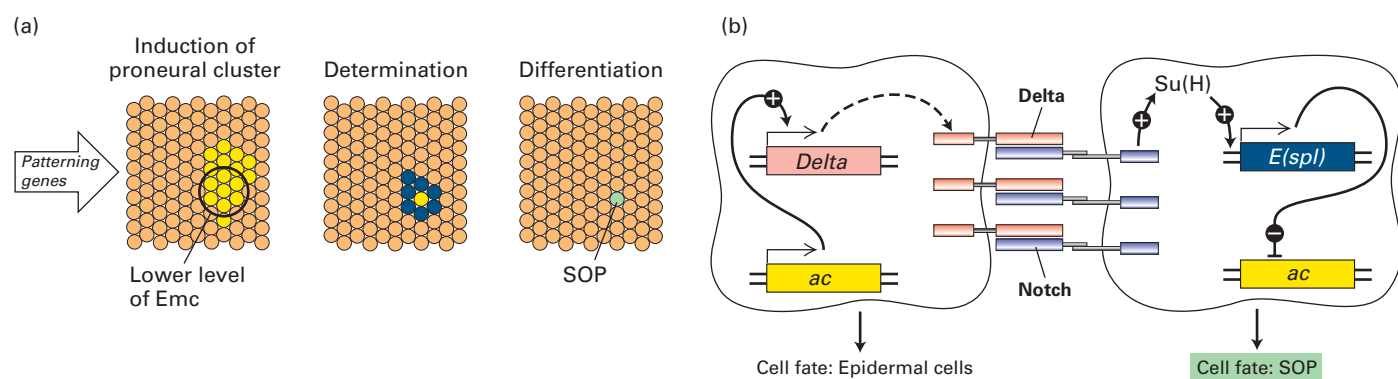 (a)
Induction of
proneural cluster
Determination
Differentiation
Patterning
genes
Lower level
of Emc
SOP
(b)
+
Delta
ac
Delta
Notch
Su(H)
+
+
E(spl)
–
ac
Cell fate: Epidermal cells
Cell fate: SOP